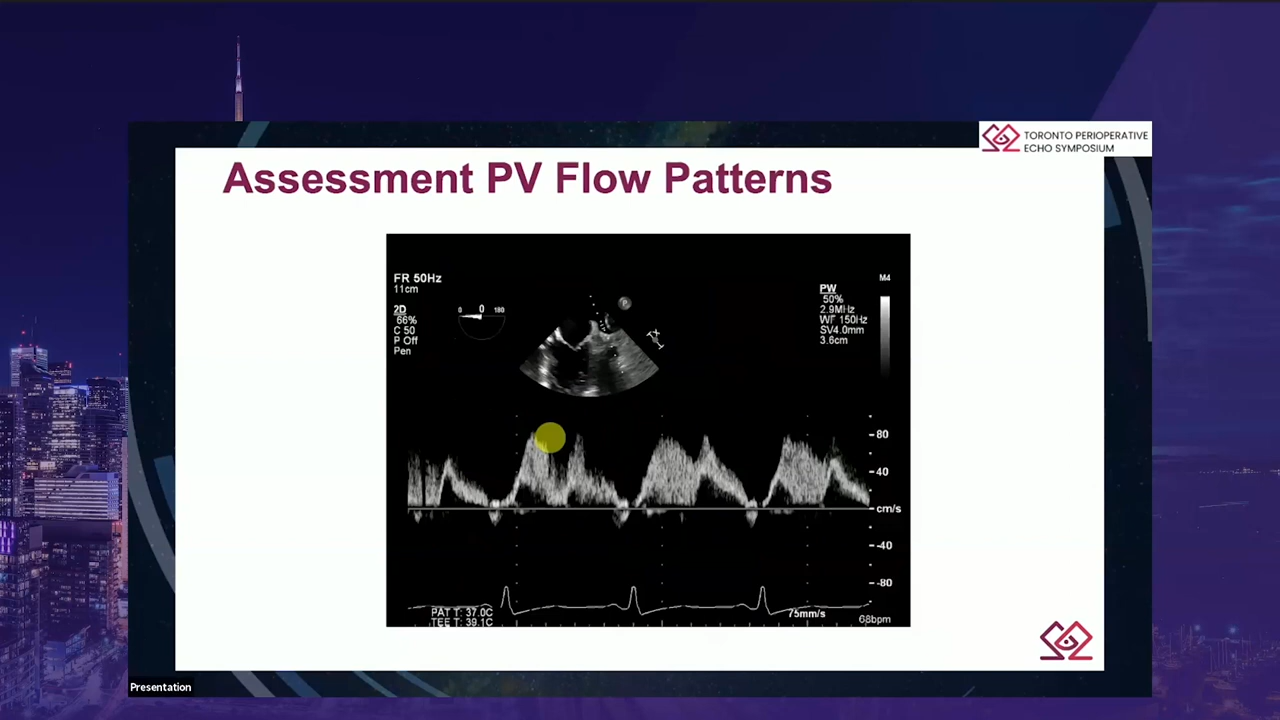 TORONTO PERIOPERATIVE
ECHO SYMPOSIUM
Assessment PV Flow Patterns
FR 50Hz
11cm
2D
66%
C 50
P Off
Pen
0 0 180
P
PW
50%
2.9MHz
WF 150Hz
SV4.0mm
3.6cm
M4
80
40
cm/s
-40
-80
PAT T: 37.0C
TEE T: 39.1C
75mm/s
68bpm
Presentation